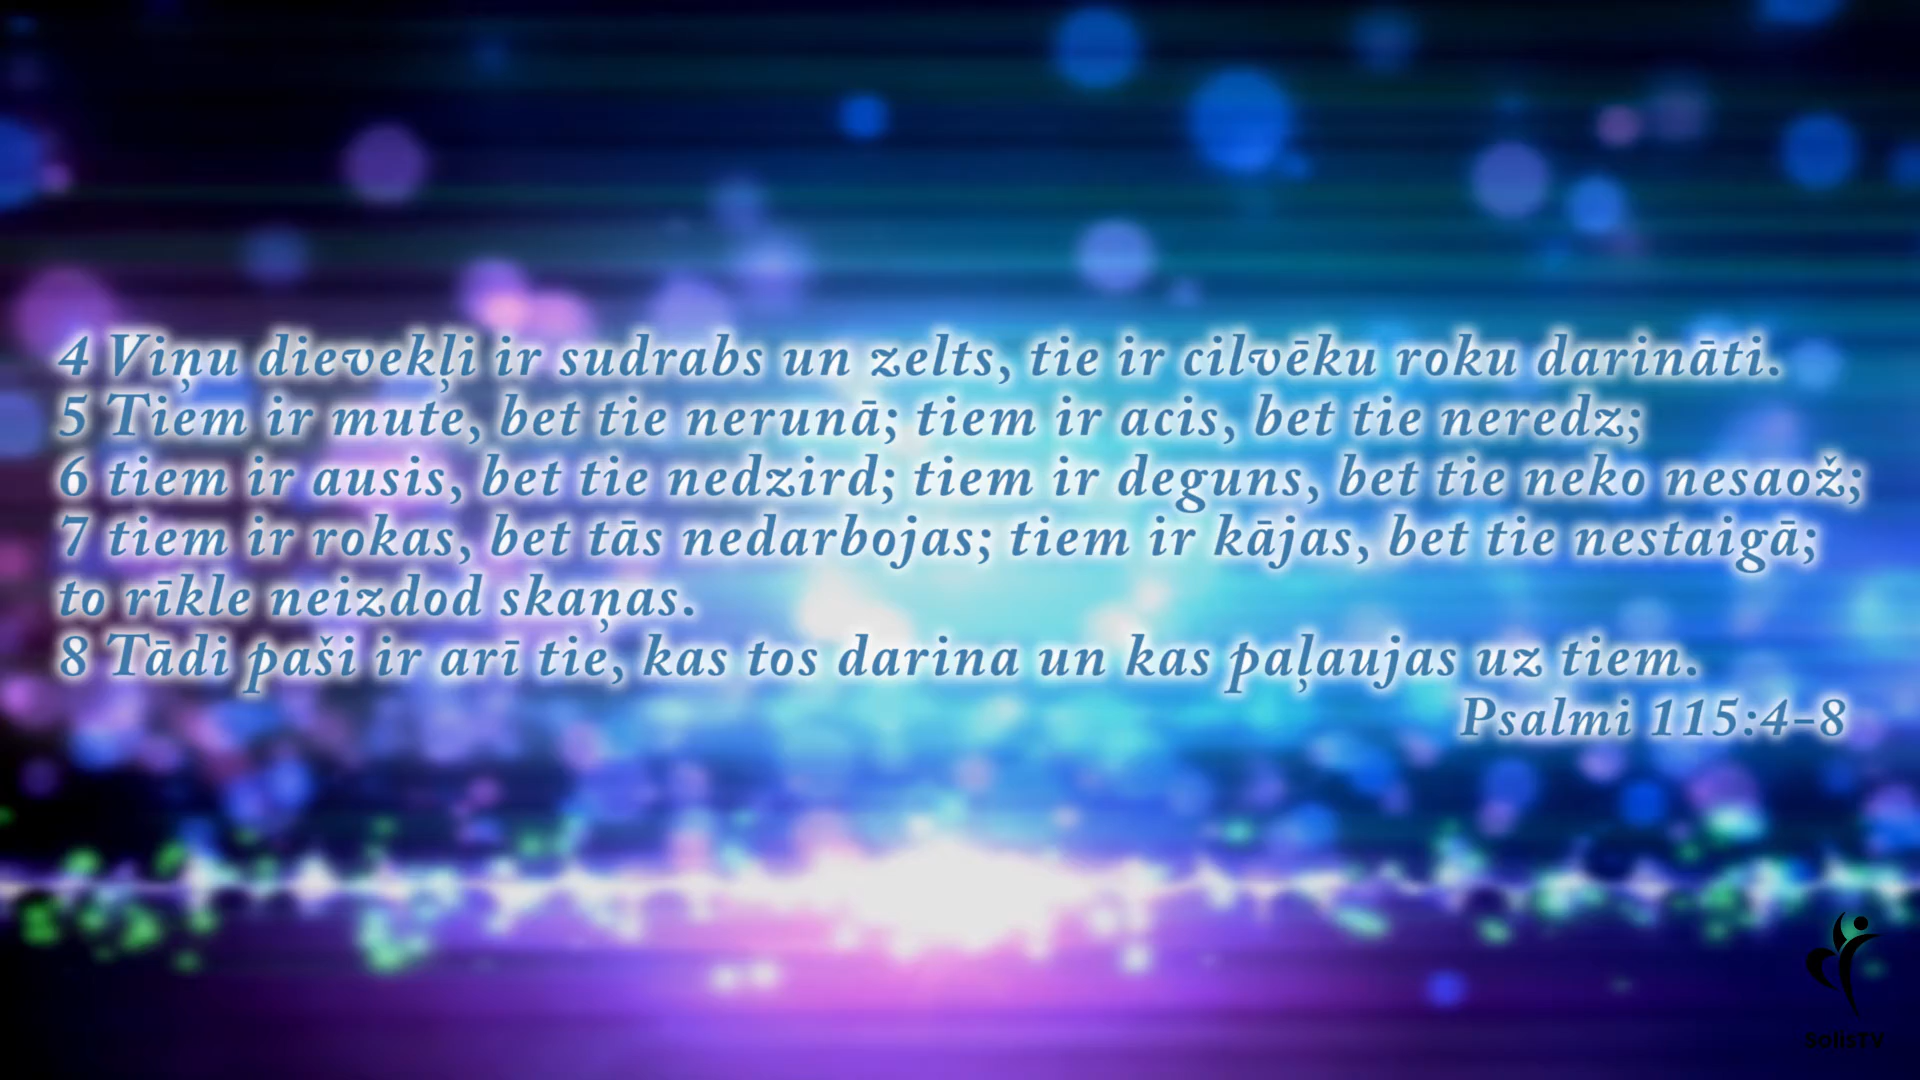 4 Viņu dievekļi ir sudrabs un zelts, tie ir cilvēku roku darināti.
5 Tiem ir mute, bet tie nerunā; tiem ir acis, bet tie neredz;
6 tiem ir ausis, bet tie nedzird; tiem ir deguns, bet tie neko nesaož;
7 tiem ir rokas, bet tās nedarbojas; tiem ir kājas, bet tie nestaigā;
to rīkle neizdod skaņas.
8 Tādi paši ir arī tie, kas tos darina un kas paļaujas uz tiem.
Psalmi 115:4-8
SolisTV